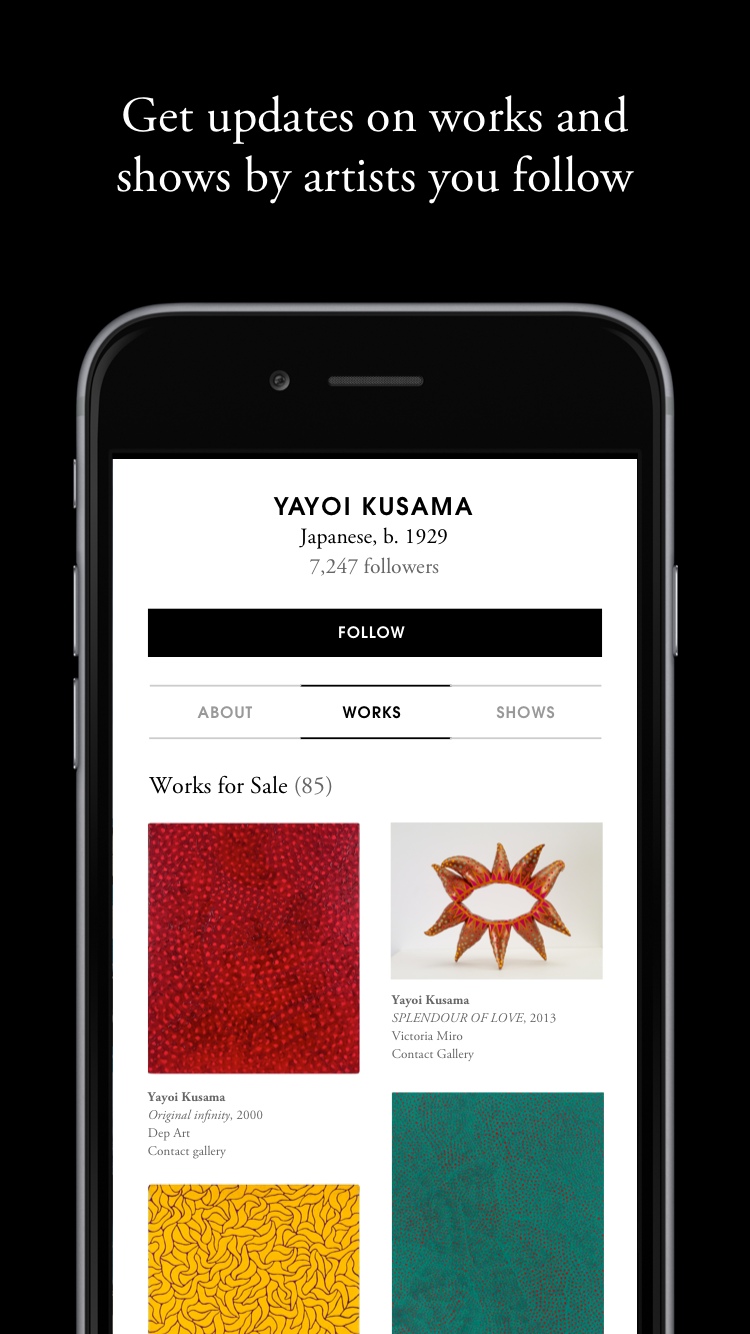 Get updates on works and
shows by artists you follow
YAYOI KUSAMA
Japanese, b. 1929
7,247 followers
FOLLOW
ABOUT WORKS SHOWS
Works for Sale (85)
Yayoi Kusama
Original infinity, 2000
Dep Art
Contact gallery
Yayoi Kusama
SPLENDOUR OF LOVE, 2013
Victoria Miro
Contact Gallery